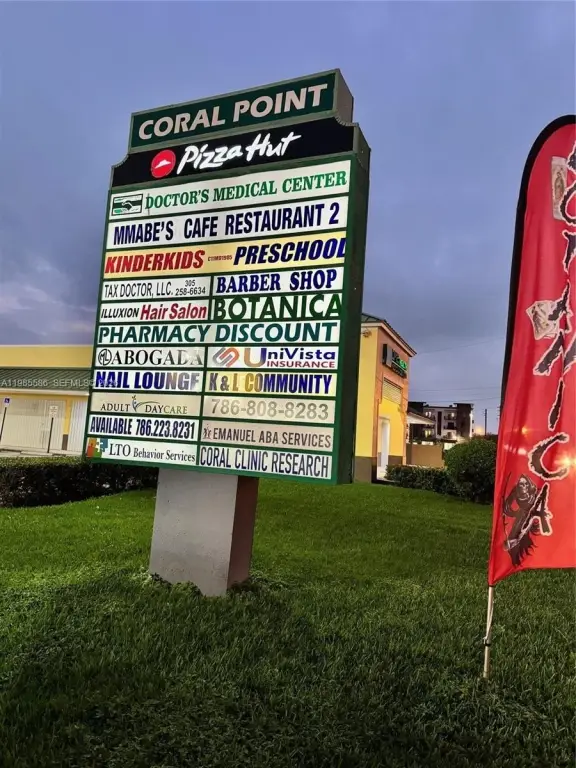 CORAL POINT
Pizza Hut
DOCTOR'S MEDICAL CENTER
MMABE'S CAFE RESTAURANT 2
KINDERKIDS C11MD1905 PRESCHOOL
TAX DOCTOR, LLC. 305 258-6634
BARBER SHOP
ILLUXION Hair Salon
BOTANICA
PHARMACY DISCOUNT
ABOGADA
UniVista
INSURANCE
NAIL LOUNGE
K & L COMMUNITY
ADULT DAYCARE
786-808-8283
AVAILABLE 786.223.8231
EMANUEL ABA SERVICES
LTO Behavior Services
CORAL CLINIC RESEARCH